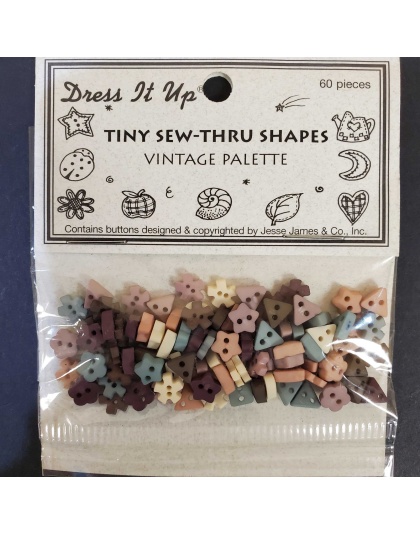 Dress It Up®
60 pieces
TINY SEW-THRU SHAPES
VINTAGE PALETTE
Contains buttons designed & copyrighted by Jesse James & Co., Inc.